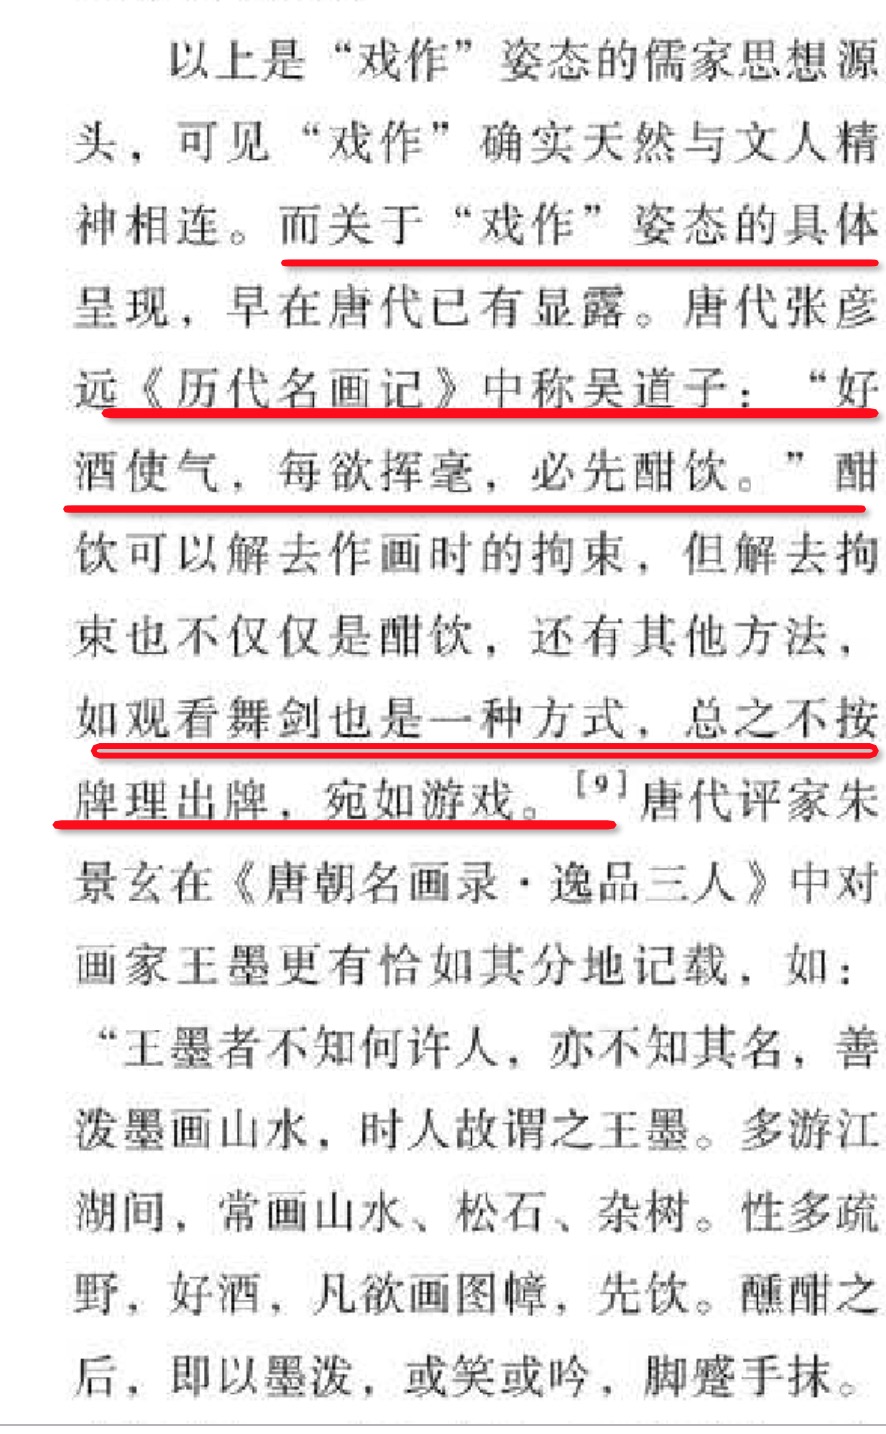 以上是“戏作”姿态的儒家思想源
头，可见“戏作”确实天然与文人精
神相连。而关于“戏作”姿态的具体
呈现，早在唐代已有显露。唐代张彦
远《历代名画记》中称吴道子：“好
酒使气，每欲挥毫，必先酣饮。”酣
饮可以解去作画时的拘束，但解去拘
束也不仅仅是酣饮，还有其他方法，
如观看舞剑也是一种方式，总之不按
牌理出牌，宛如游戏。[9]唐代评家朱
景玄在《唐朝名画录·逸品三人》中对
画家王墨更有恰如其分地记载，如：
“王墨者不知何许人，亦不知其名，善
泼墨画山水，时人故谓之王墨。多游江
湖间，常画山水、松石、杂树。性多疏
野，好酒，凡欲画图幛，先饮。醺酣之
后，即以墨泼，或笑或吟，脚蹙手抹。